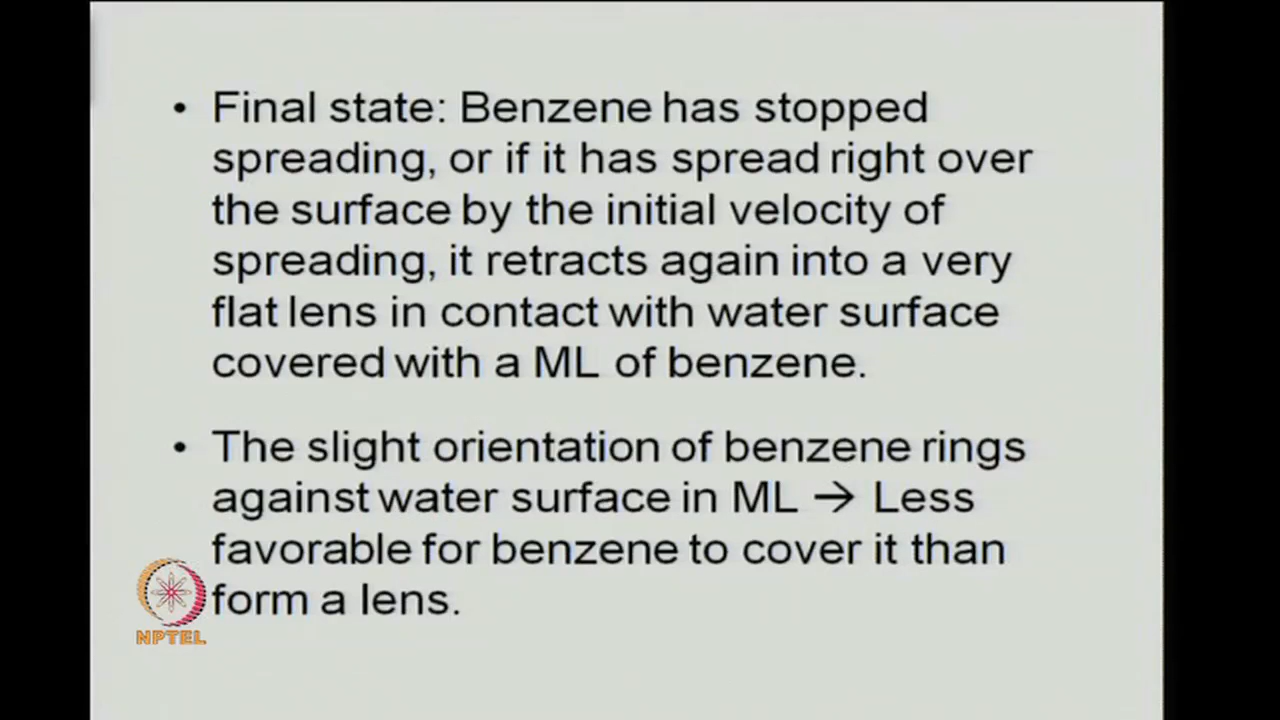 • Final state: Benzene has stopped
spreading, or if it has spread right over
the surface by the initial velocity of
spreading, it retracts again into a very
flat lens in contact with water surface
covered with a ML of benzene.
• The slight orientation of benzene rings
against water surface in ML → Less
favorable for benzene to cover it than
form a lens.
NPTEL